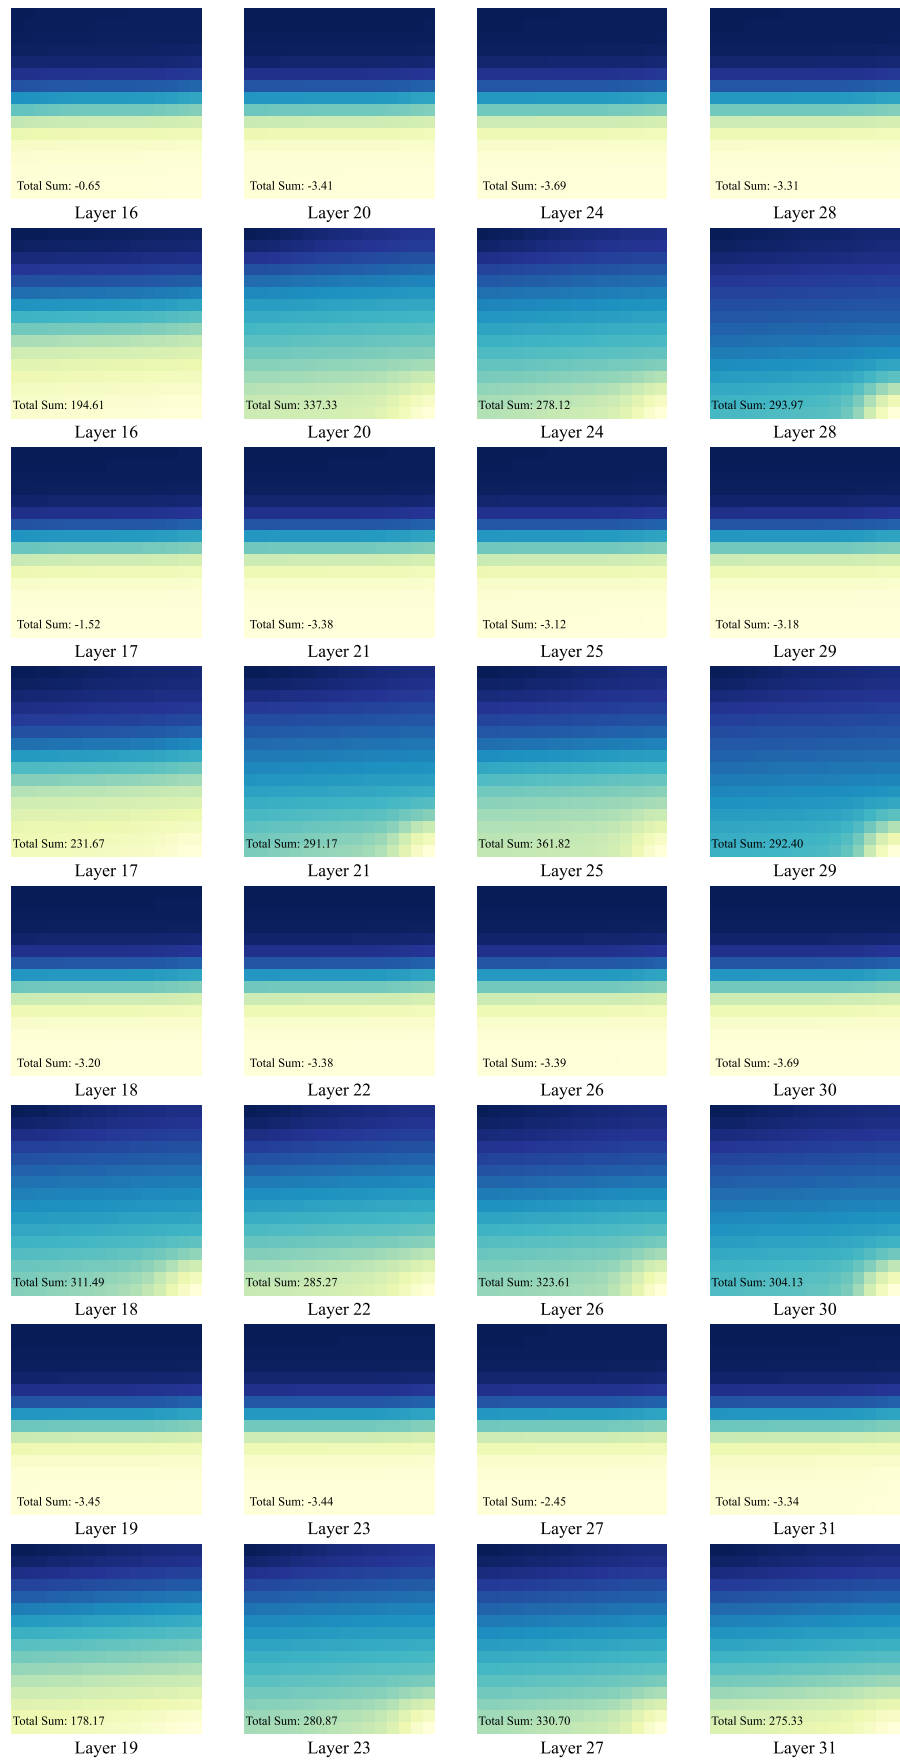 Total Sum: -0.65 Total Sum: -3.41 Total Sum: -3.69 Total Sum: -3.31
Layer 16 Layer 20 Layer 24 Layer 28
Total Sum: 194.61 Total Sum: 337.33 Total Sum: 278.12 Total Sum: 293.97
Layer 16 Layer 20 Layer 24 Layer 28
Total Sum: -1.52 Total Sum: -3.38 Total Sum: -3.12 Total Sum: -3.18
Layer 17 Layer 21 Layer 25 Layer 29
Total Sum: 231.67 Total Sum: 291.17 Total Sum: 361.82 Total Sum: 292.40
Layer 17 Layer 21 Layer 25 Layer 29
Total Sum: -3.20 Total Sum: -3.38 Total Sum: -3.39 Total Sum: -3.69
Layer 18 Layer 22 Layer 26 Layer 30
Total Sum: 311.49 Total Sum: 285.27 Total Sum: 323.61 Total Sum: 304.13
Layer 18 Layer 22 Layer 26 Layer 30
Total Sum: -3.45 Total Sum: -3.44 Total Sum: -2.45 Total Sum: -3.34
Layer 19 Layer 23 Layer 27 Layer 31
Total Sum: 178.17 Total Sum: 280.87 Total Sum: 330.70 Total Sum: 275.33
Layer 19 Layer 23 Layer 27 Layer 31